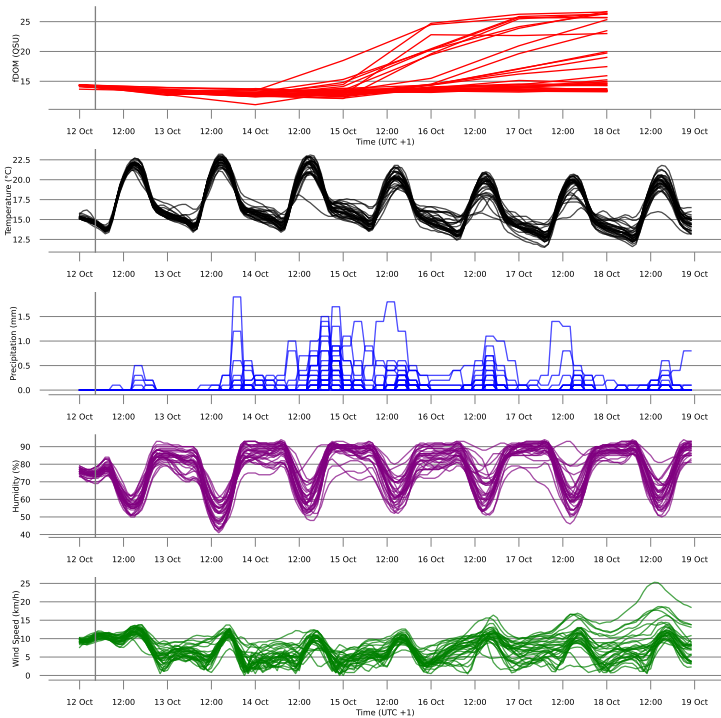 25
20
15
fDOM (QSU)
12 Oct 12:00 13 Oct 12:00 14 Oct 12:00 15 Oct 12:00 16 Oct 12:00 17 Oct 12:00 18 Oct 12:00 19 Oct
Time (UTC +1)
22.5
20.0
17.5
15.0
12.5
Temperature (°C)
12 Oct 12:00 13 Oct 12:00 14 Oct 12:00 15 Oct 12:00 16 Oct 12:00 17 Oct 12:00 18 Oct 12:00 19 Oct
1.5
1.0
0.5
0.0
Precipitation (mm)
12 Oct 12:00 13 Oct 12:00 14 Oct 12:00 15 Oct 12:00 16 Oct 12:00 17 Oct 12:00 18 Oct 12:00 19 Oct
90
80
70
60
50
40
Humidity (%)
12 Oct 12:00 13 Oct 12:00 14 Oct 12:00 15 Oct 12:00 16 Oct 12:00 17 Oct 12:00 18 Oct 12:00 19 Oct
25
20
15
10
5
0
Wind Speed (km/h)
12 Oct 12:00 13 Oct 12:00 14 Oct 12:00 15 Oct 12:00 16 Oct 12:00 17 Oct 12:00 18 Oct 12:00 19 Oct
Time (UTC +1)